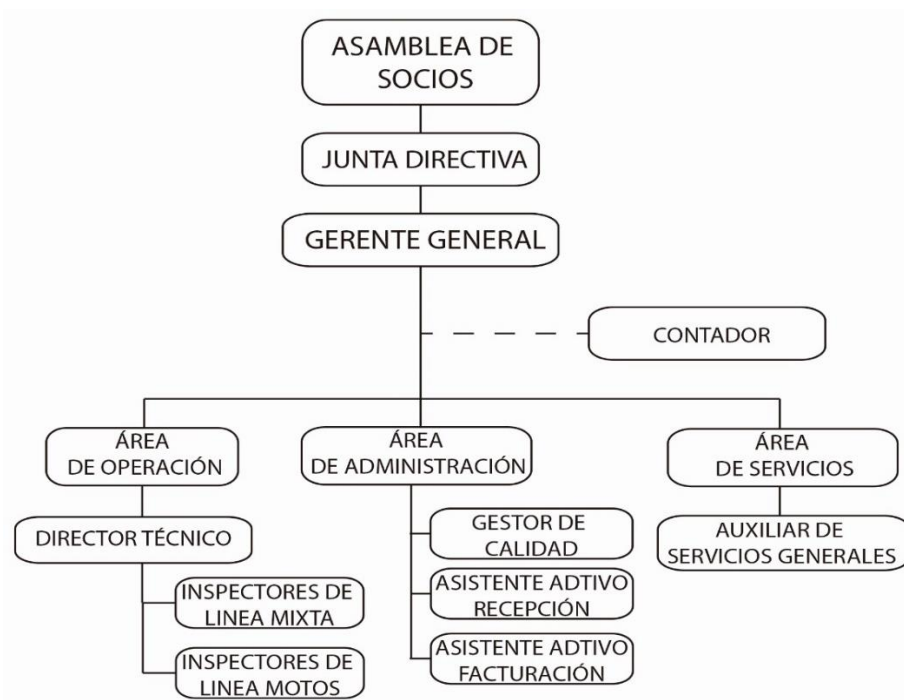 ASAMBLEA DE
SOCIOS
JUNTA DIRECTIVA
GERENTE GENERAL
CONTADOR
ÁREA
DE OPERACIÓN
DIRECTOR TÉCNICO
INSPECTORES DE
LINEA MIXTA
INSPECTORES DE
LINEA MOTOS
ÁREA
DE ADMINISTRACIÓN
GESTOR DE
CALIDAD
ASISTENTE ADTIVO
RECEPCIÓN
ASISTENTE ADTIVO
FACTURACIÓN
ÁREA
DE SERVICIOS
AUXILIAR DE
SERVICIOS GENERALES